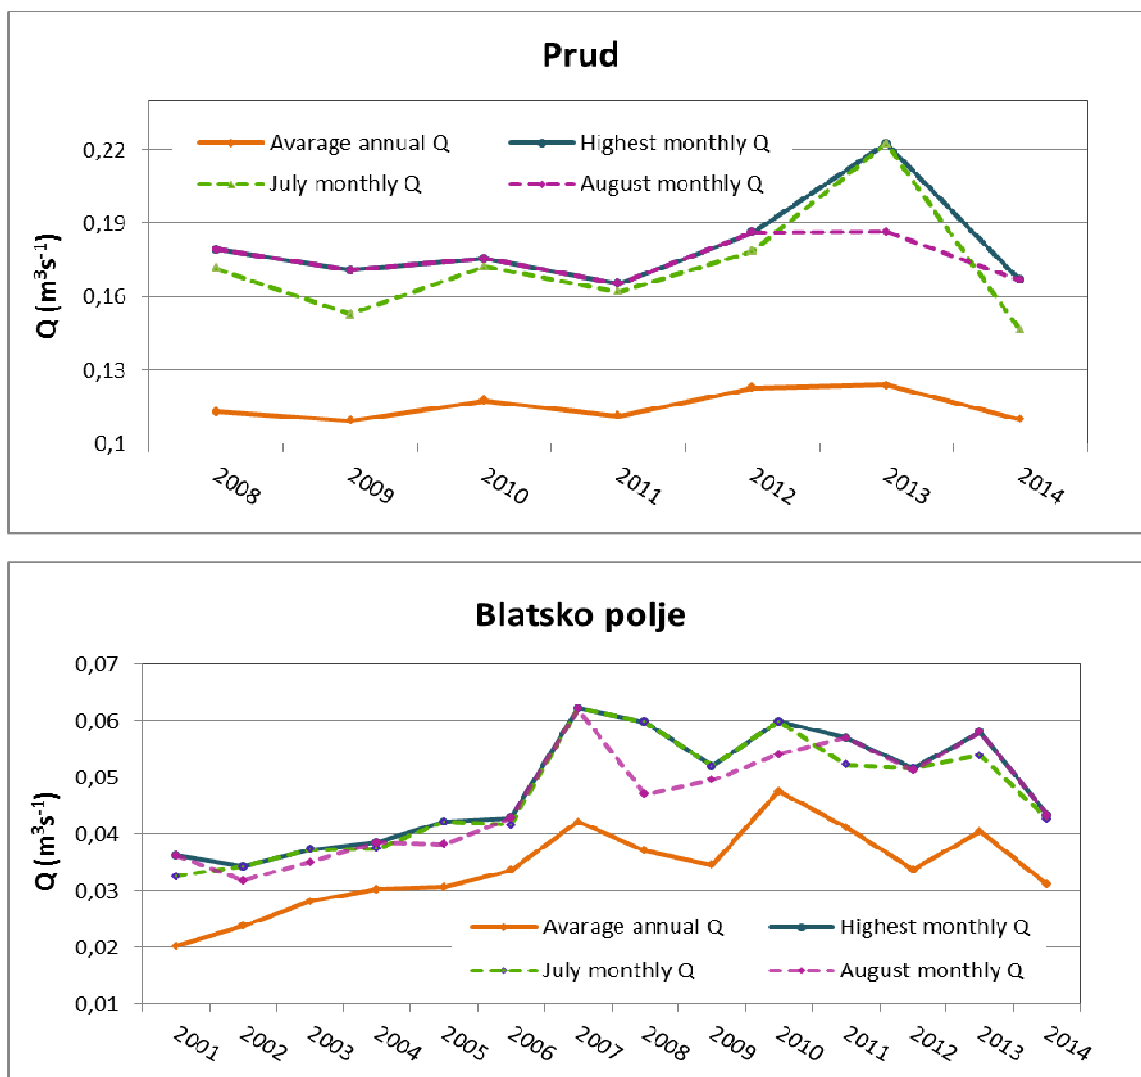 Prud
Avarage annual Q
Highest monthly Q
July monthly Q
August monthly Q
Q (m³s⁻¹)
0,22
0,19
0,16
0,13
0,1
2008 2009 2010 2011 2012 2013 2014
Blatsko polje
Q (m³s⁻¹)
0,07
0,06
0,05
0,04
0,03
0,02
0,01
Avarage annual Q
Highest monthly Q
July monthly Q
August monthly Q
2001 2002 2003 2004 2005 2006 2007 2008 2009 2010 2011 2012 2013 2014